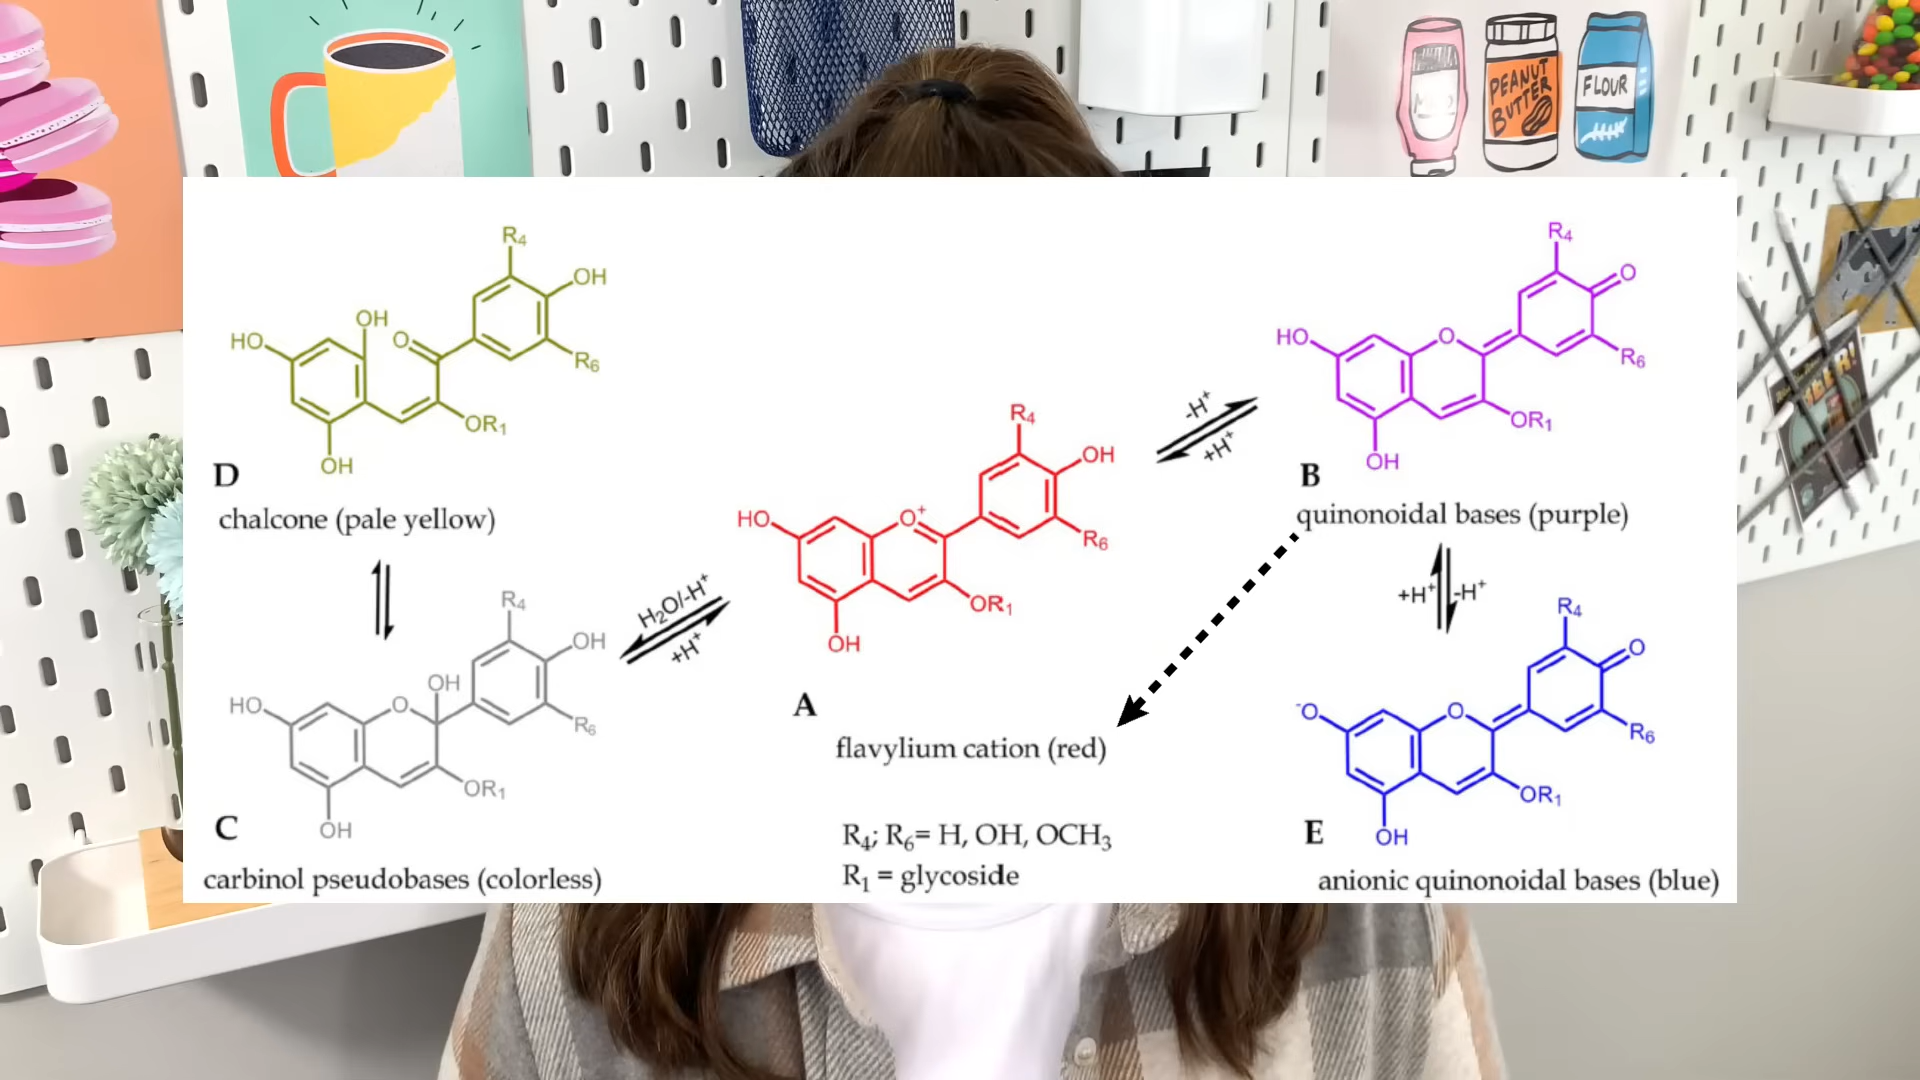 PEANUT
BUTTER
FLOUR
R4
OH
HO
OH
O
R6
OR1
OH
D
chalcone (pale yellow)
R4
OH
HO
O
OH
R6
OR1
OH
C
carbinol pseudobases (colorless)
H2O/-H+
+H+
R4
OH
HO
O+
R6
OR1
OH
A
flavylium cation (red)
R4; R6= H, OH, OCH3
R1 = glycoside
-H+
+H+
R4
O
HO
O
R6
OR1
OH
B
quinonoidal bases (purple)
+H+
-H+
R4
O
-O
O
R6
OR1
OH
E
anionic quinonoidal bases (blue)